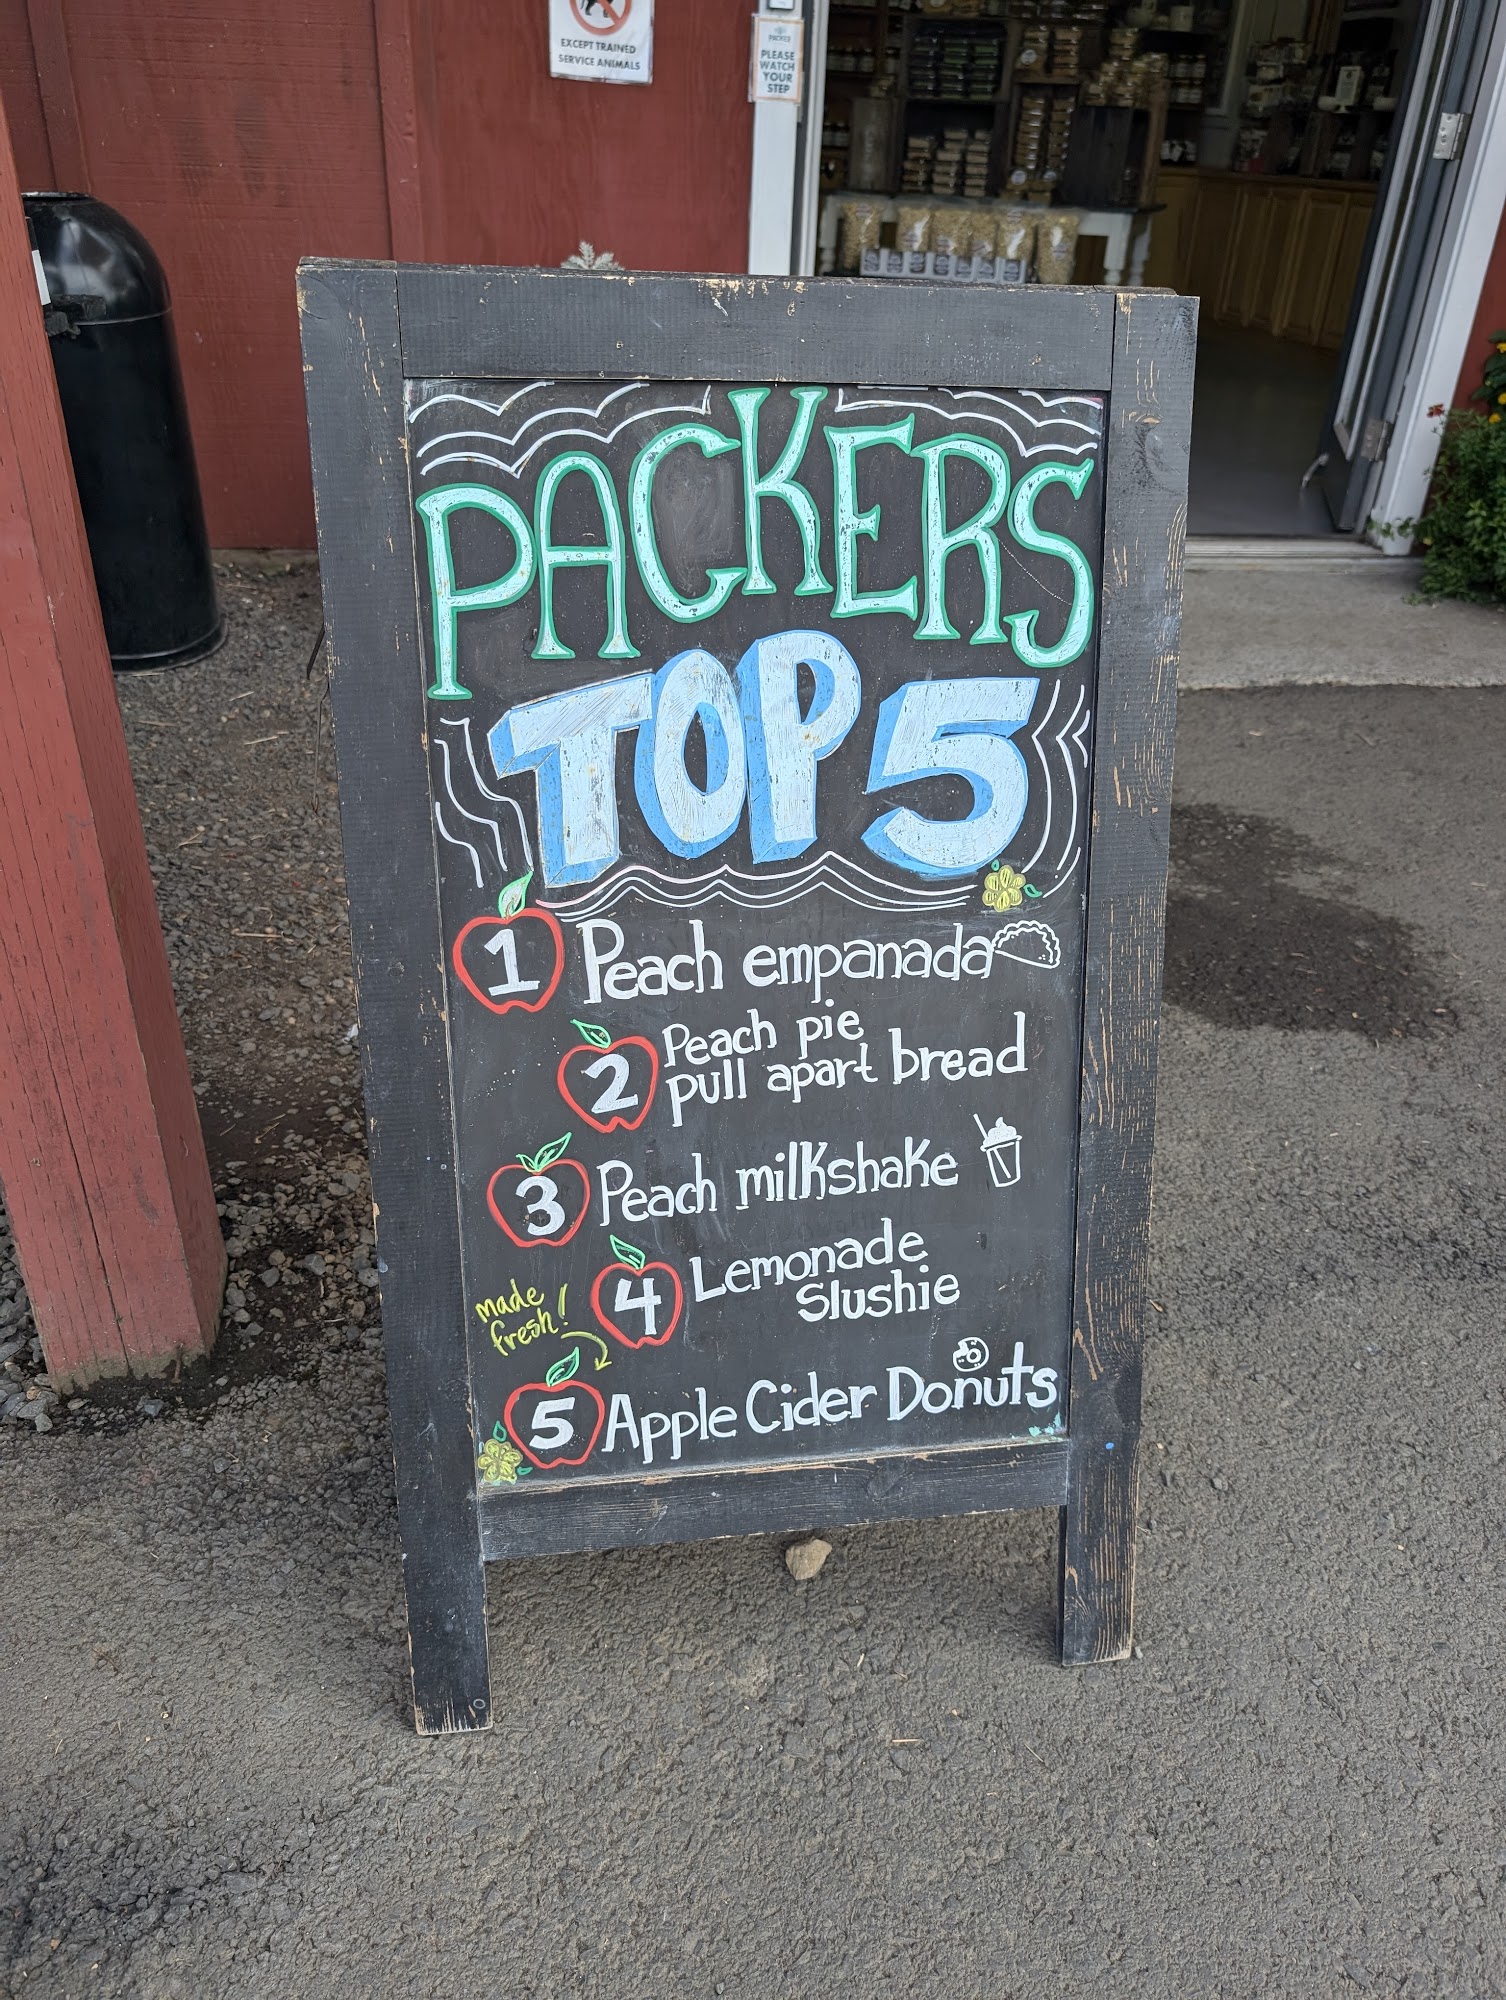 EXCEPT TRAINED
SERVICE ANIMALS
PACKER
PLEASE
WATCH
YOUR
STEP
PACKERS
TOP 5
1 Peach empanada
2 Peach pie
pull apart bread
3 Peach milkshake
4 Lemonade
Slushie
made
fresh!
5 Apple Cider Donuts